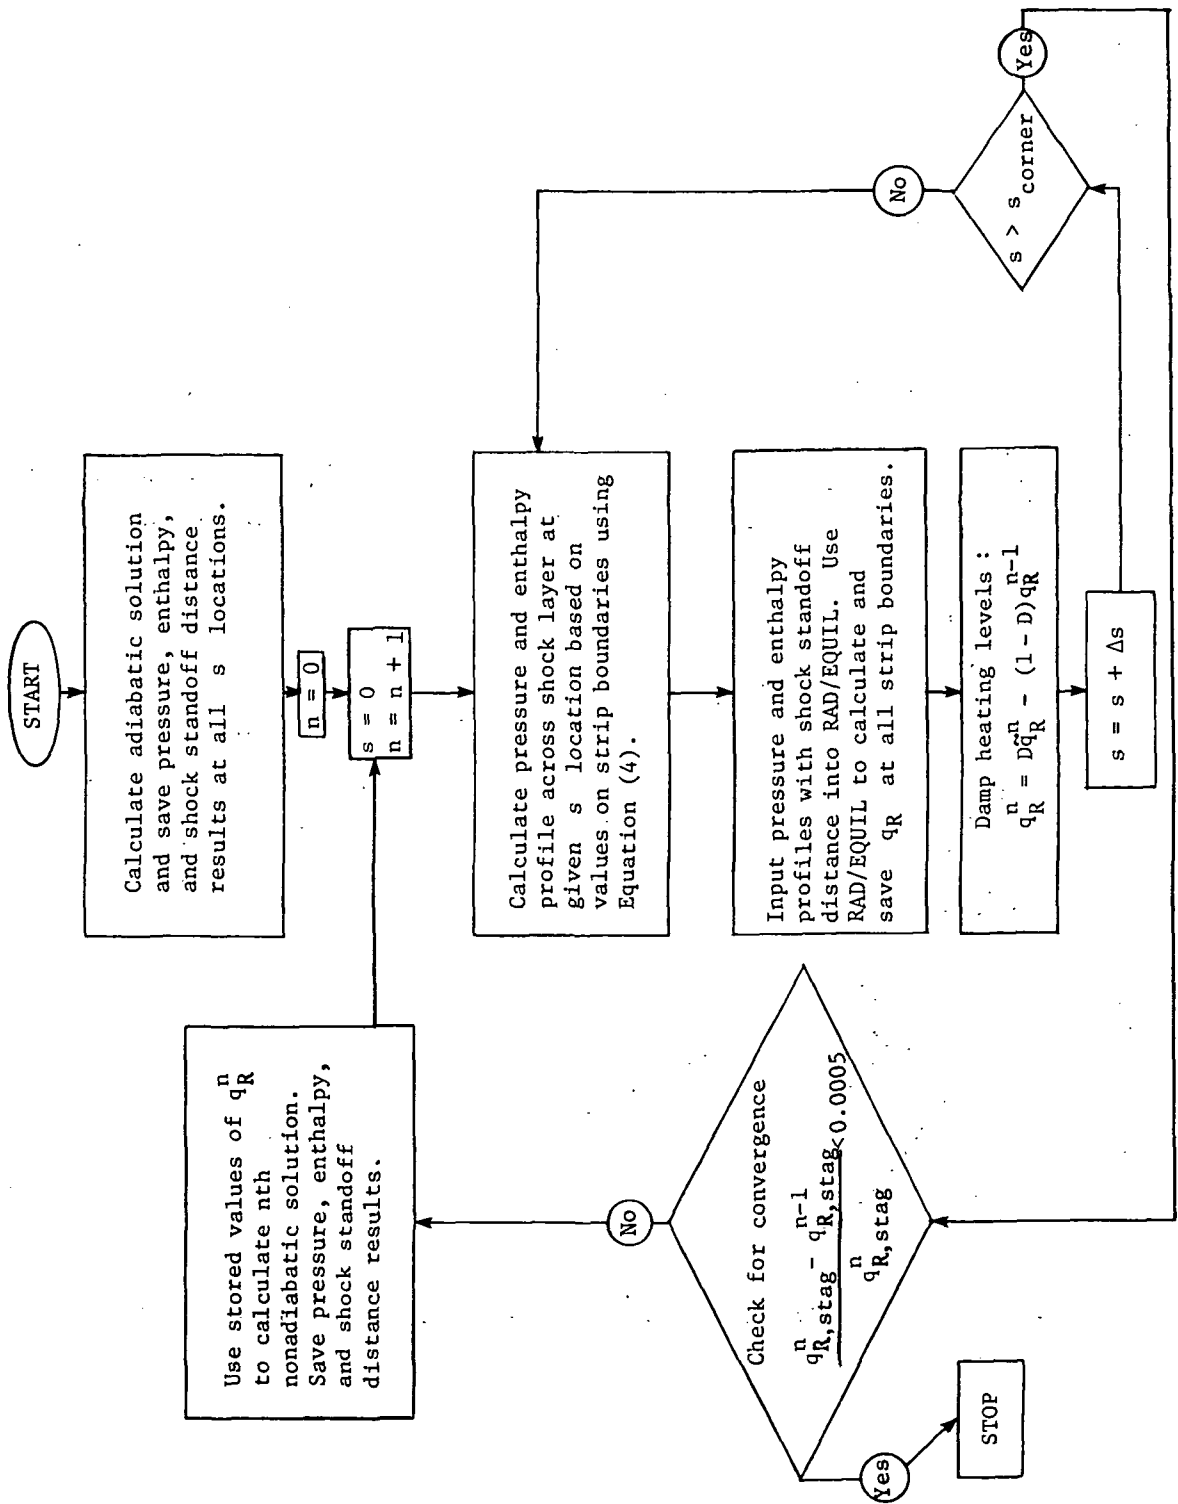 START
Calculate adiabatic solution
and save pressure, enthalpy,
and shock standoff distance
results at all s locations.
n = 0
s = 0
n = n + 1
Calculate pressure and enthalpy
profile across shock layer at
given s location based on
values on strip boundaries using
Equation (4).
Input pressure and enthalpy
profiles with shock standoff
distance into RAD/EQUIL. Use
RAD/EQUIL to calculate and
save q_R at all strip boundaries.
Damp heating levels:
q_R^n = Dq̃_R^n - (1-D)q_R^{n-1}
s = s + Δs
s > s_corner
No
Yes
Check for convergence
q_{R,stag}^n - q_{R,stag}^{n-1} < 0.0005
q_{R,stag}^n
No
Yes
STOP
Use stored values of q_R^n
to calculate nth
nonadiabatic solution.
Save pressure, enthalpy,
and shock standoff
distance results.